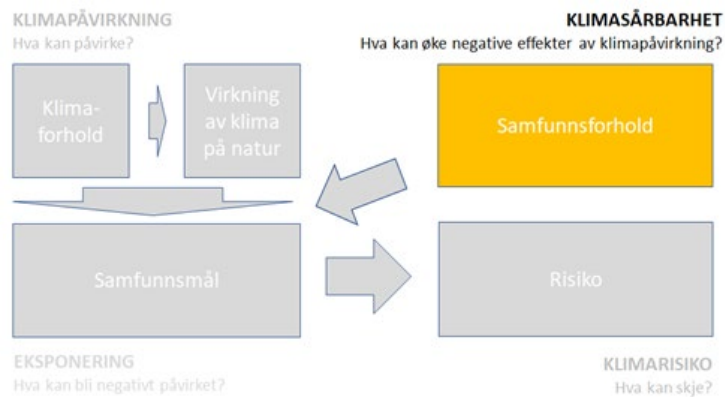 KLIMAPÅVIRKNING
Hva kan påvirke?
KLIMASÅRBARHET
Hva kan øke negative effekter av klimapåvirkning?
Klima-
forhold
Virkning
av klima
på natur
Samfunnsforhold
Samfunnsmål
Risiko
EKSPONERING
Hva kan bli negativt påvirket?
KLIMARISIKO
Hva kan skje?